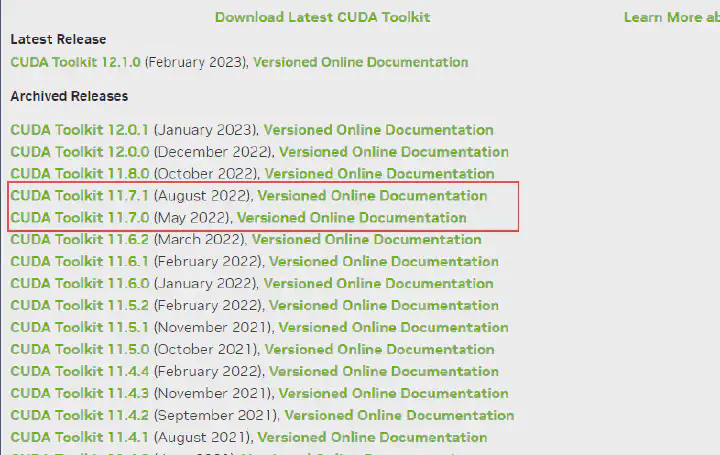 Download Latest CUDA Toolkit
Learn More ab
Latest Release
CUDA Toolkit 12.1.0 (February 2023), Versioned Online Documentation
Archived Releases
CUDA Toolkit 12.0.1 (January 2023), Versioned Online Documentation
CUDA Toolkit 12.0.0 (December 2022), Versioned Online Documentation
CUDA Toolkit 11.8.0 (October 2022), Versioned Online Documentation
CUDA Toolkit 11.7.1 (August 2022), Versioned Online Documentation
CUDA Toolkit 11.7.0 (May 2022), Versioned Online Documentation
CUDA Toolkit 11.6.2 (March 2022), Versioned Online Documentation
CUDA Toolkit 11.6.1 (February 2022), Versioned Online Documentation
CUDA Toolkit 11.6.0 (January 2022), Versioned Online Documentation
CUDA Toolkit 11.5.2 (February 2022), Versioned Online Documentation
CUDA Toolkit 11.5.1 (November 2021), Versioned Online Documentation
CUDA Toolkit 11.5.0 (October 2021), Versioned Online Documentation
CUDA Toolkit 11.4.4 (February 2022), Versioned Online Documentation
CUDA Toolkit 11.4.3 (November 2021), Versioned Online Documentation
CUDA Toolkit 11.4.2 (September 2021), Versioned Online Documentation
CUDA Toolkit 11.4.1 (August 2021), Versioned Online Documentation